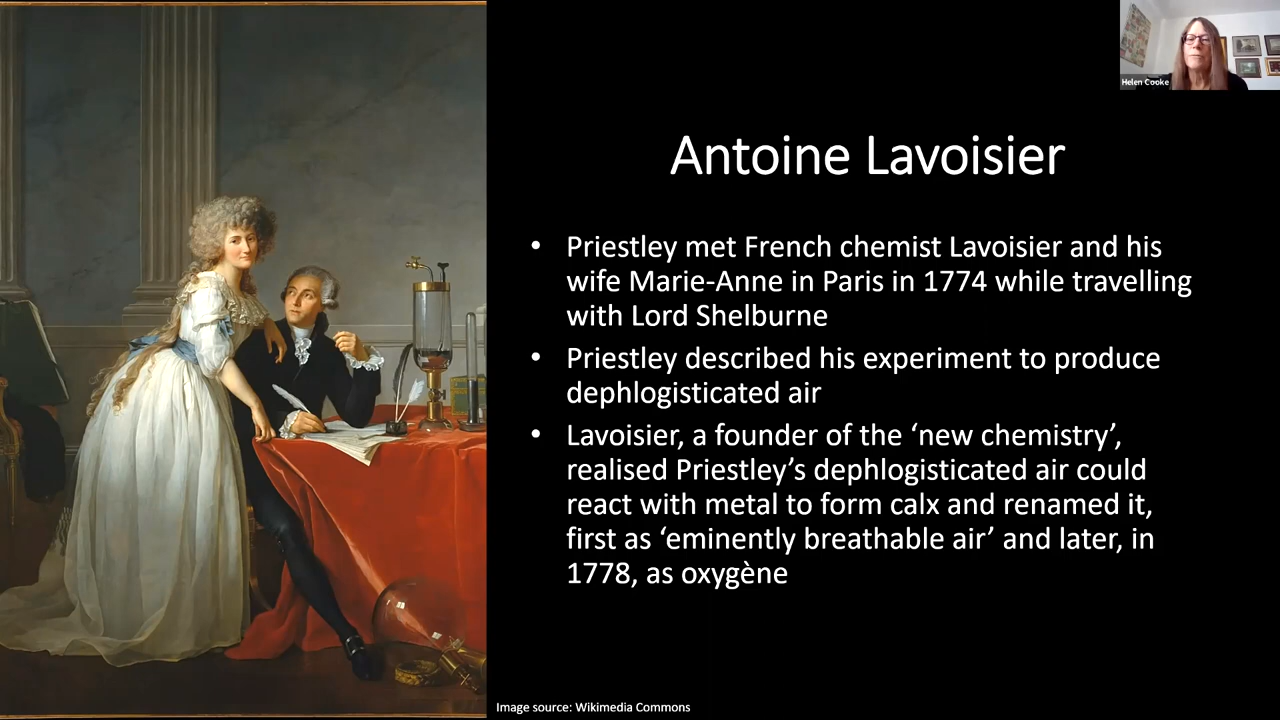 Helen Cooke
Antoine Lavoisier
• Priestley met French chemist Lavoisier and his
wife Marie-Anne in Paris in 1774 while travelling
with Lord Shelburne
• Priestley described his experiment to produce
dephlogisticated air
• Lavoisier, a founder of the ‘new chemistry’,
realised Priestley’s dephlogisticated air could
react with metal to form calx and renamed it,
first as ‘eminently breathable air’ and later, in
1778, as oxygène
Image source: Wikimedia Commons